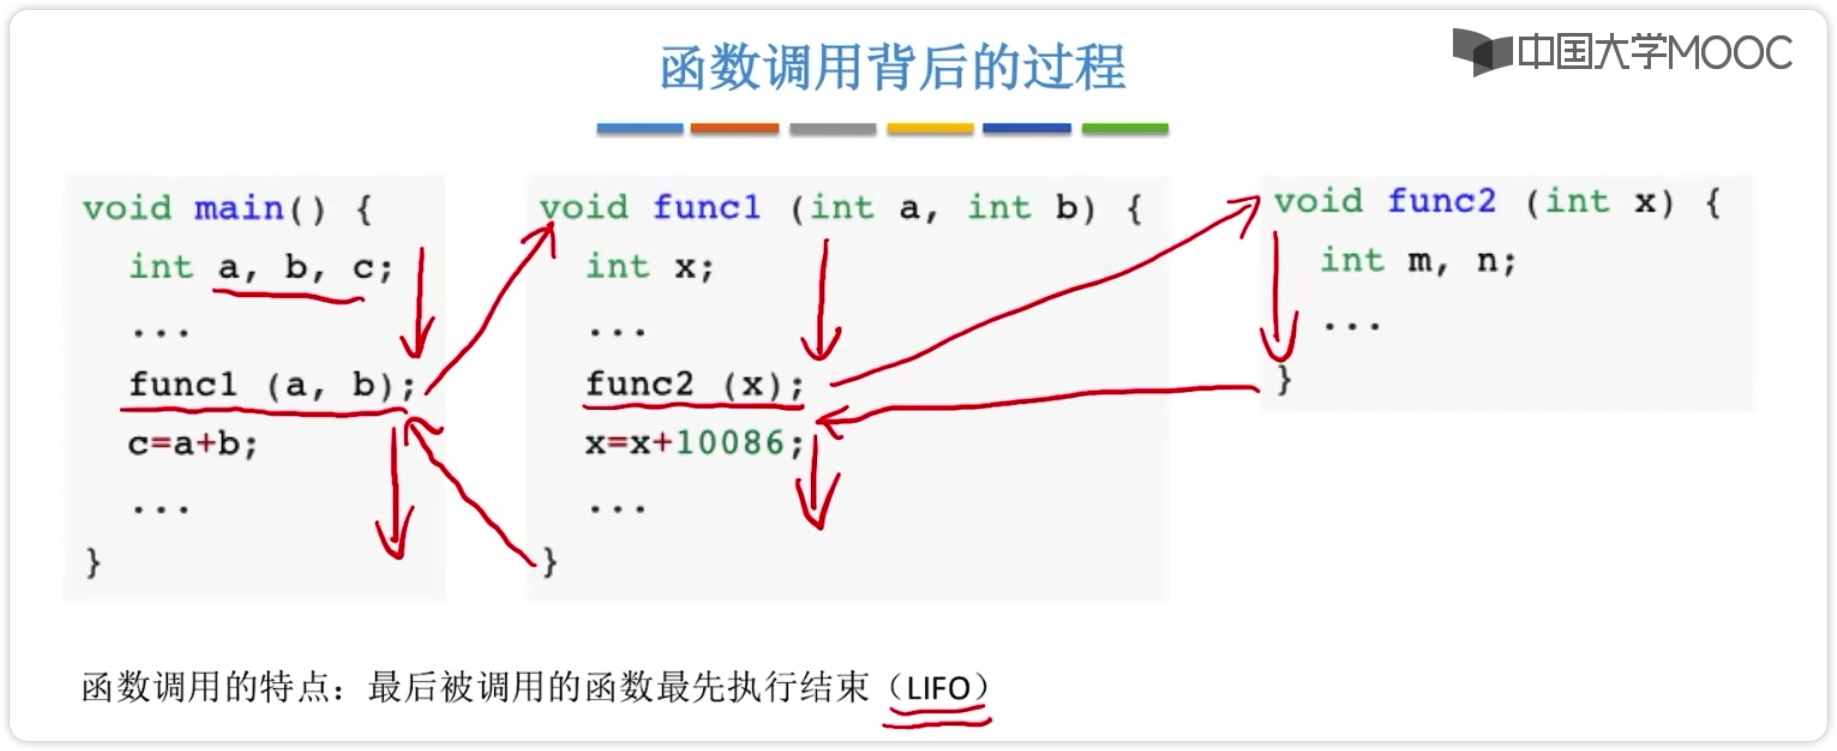 函数调用背后的过程
中国大学MOOC
void main() {
int a, b, c;
...
func1 (a, b);
c=a+b;
...
}
void func1 (int a, int b) {
int x;
...
func2 (x);
x=x+10086;
...
}
void func2 (int x) {
int m, n;
...
}
函数调用的特点：最后被调用的函数最先执行结束（LIFO）